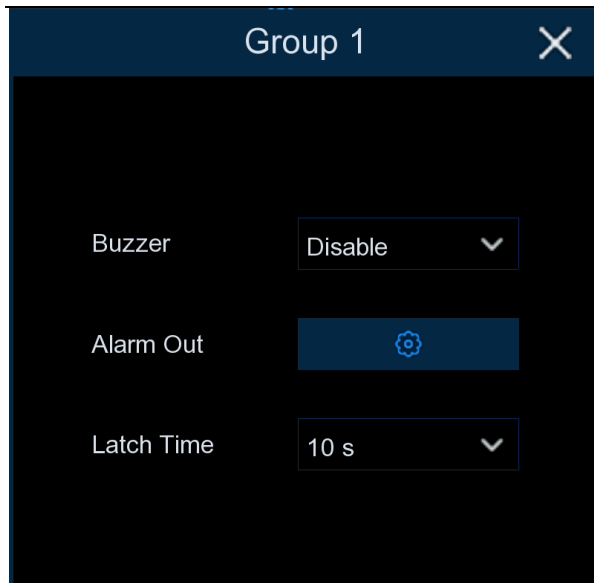 Group 1
Buzzer
Disable
Alarm Out
Latch Time
10 s